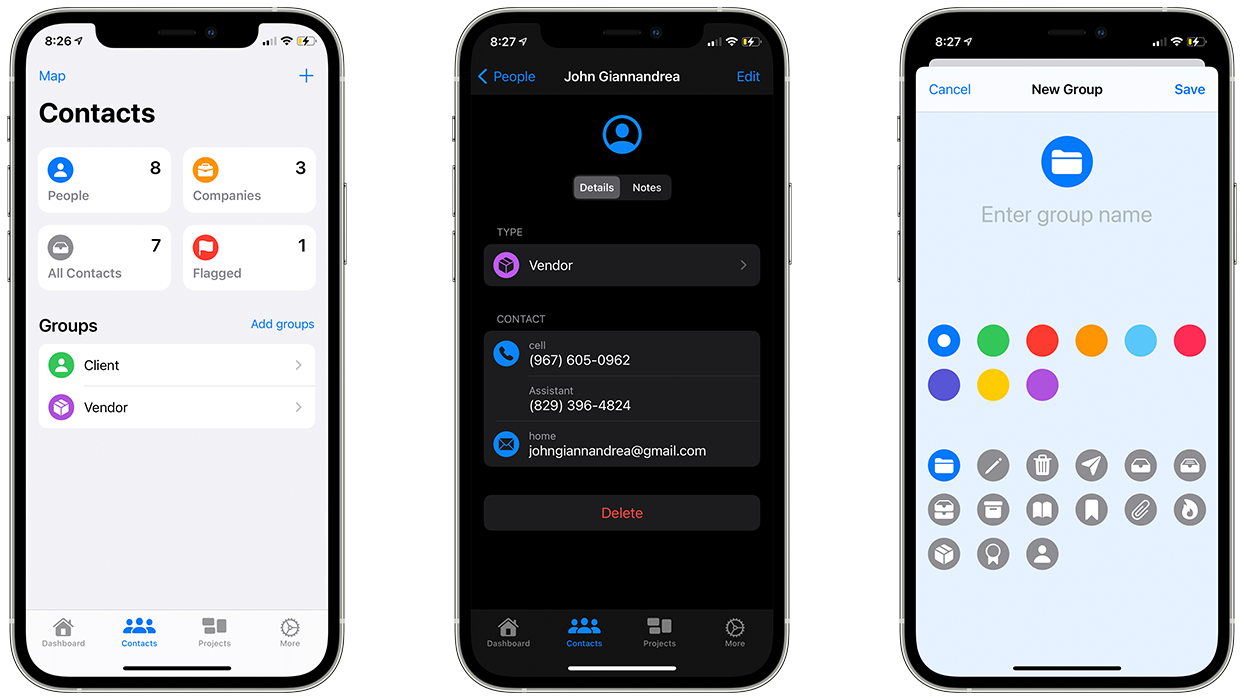 8:26
Map
+
Contacts
8
People
3
Companies
7
All Contacts
1
Flagged
Groups
Add groups
Client
Vendor
Dashboard
Contacts
Projects
More
8:27
People
John Giannandrea
Edit
Details
Notes
TYPE
Vendor
CONTACT
cell
(967) 605-0962
Assistant
(829) 396-4824
home
johngiannandrea@gmail.com
Delete
Dashboard
Contacts
Projects
More
8:27
Cancel
New Group
Save
Enter group name